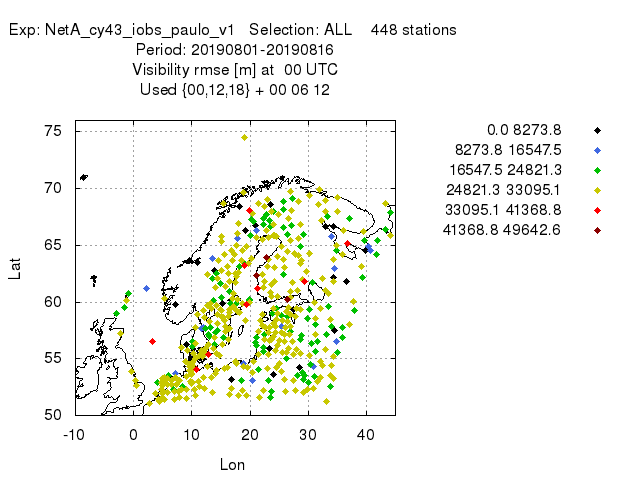 Exp: NetA_cy43_iobs_paulo_v1 Selection: ALL 448 stations
Period: 20190801-20190816
Visibility rmse [m] at 00 UTC
Used {00,12,18} + 00 06 12
0.0 8273.8
8273.8 16547.5
16547.5 24821.3
24821.3 33095.1
33095.1 41368.8
41368.8 49642.6
75
70
65
60
55
50
Lat
-10 0 10 20 30 40
Lon